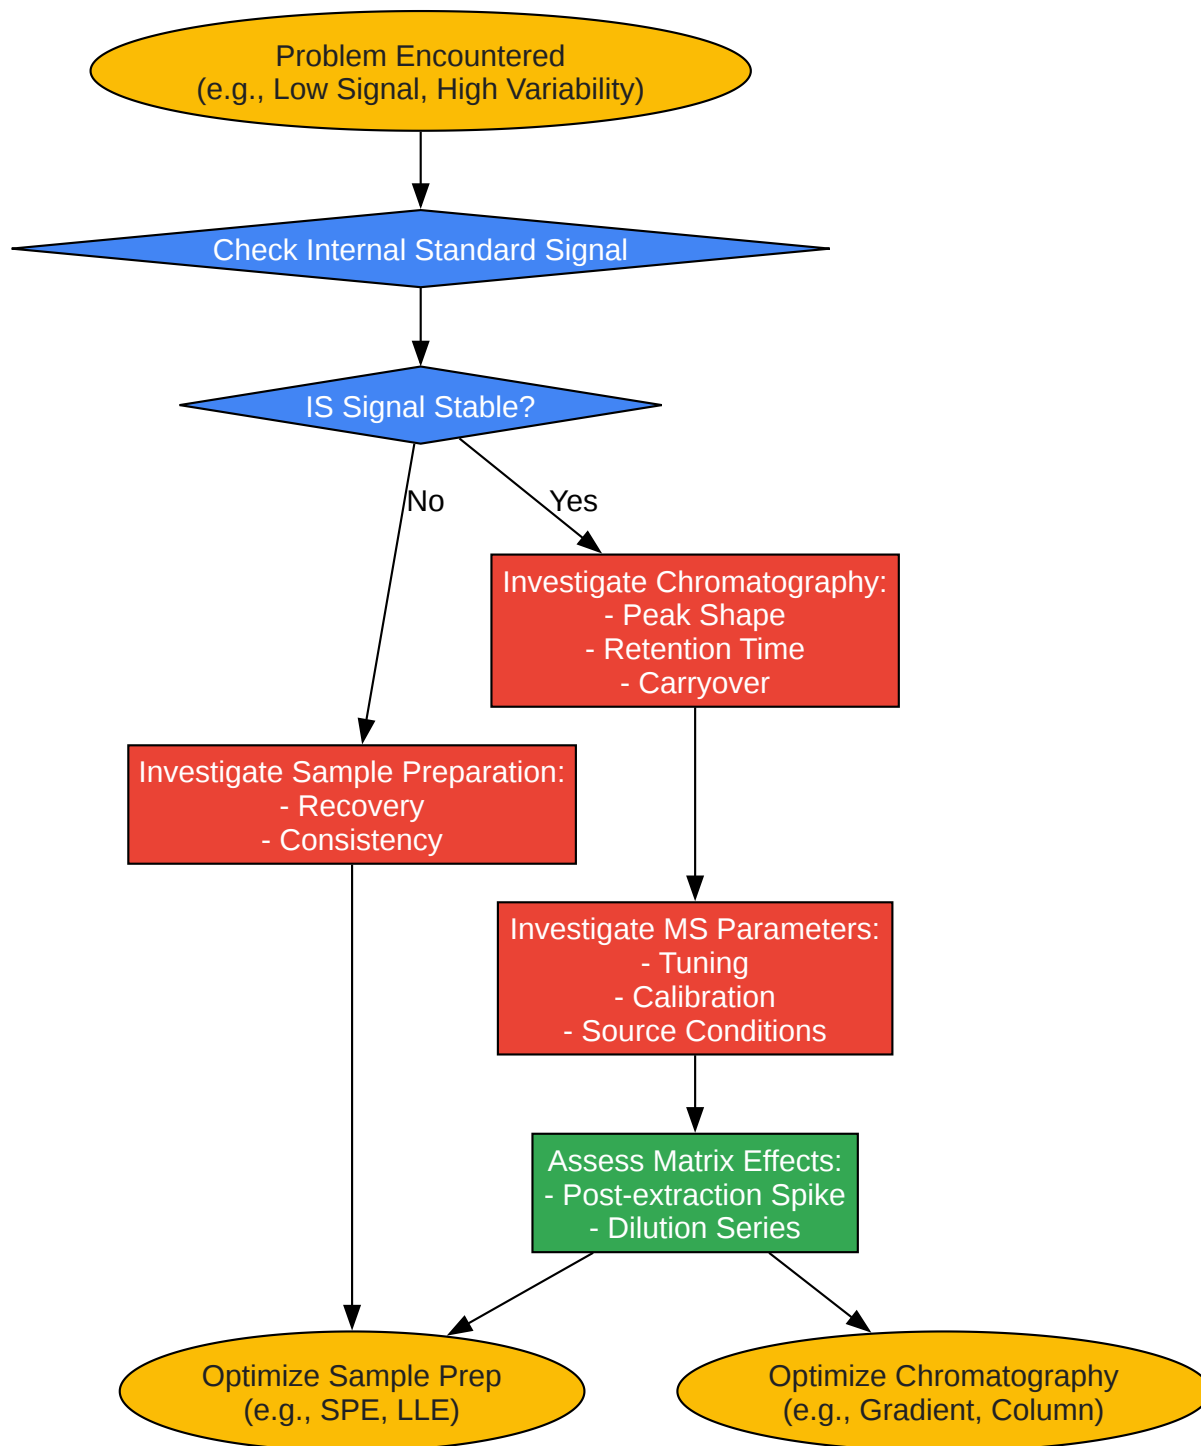 Problem Encountered
(e.g., Low Signal, High Variability)
Check Internal Standard Signal
IS Signal Stable?
No
Yes
Investigate Chromatography:
- Peak Shape
- Retention Time
- Carryover
Investigate Sample Preparation:
- Recovery
- Consistency
Investigate MS Parameters:
- Tuning
- Calibration
- Source Conditions
Assess Matrix Effects:
- Post-extraction Spike
- Dilution Series
Optimize Sample Prep
(e.g., SPE, LLE)
Optimize Chromatography
(e.g., Gradient, Column)